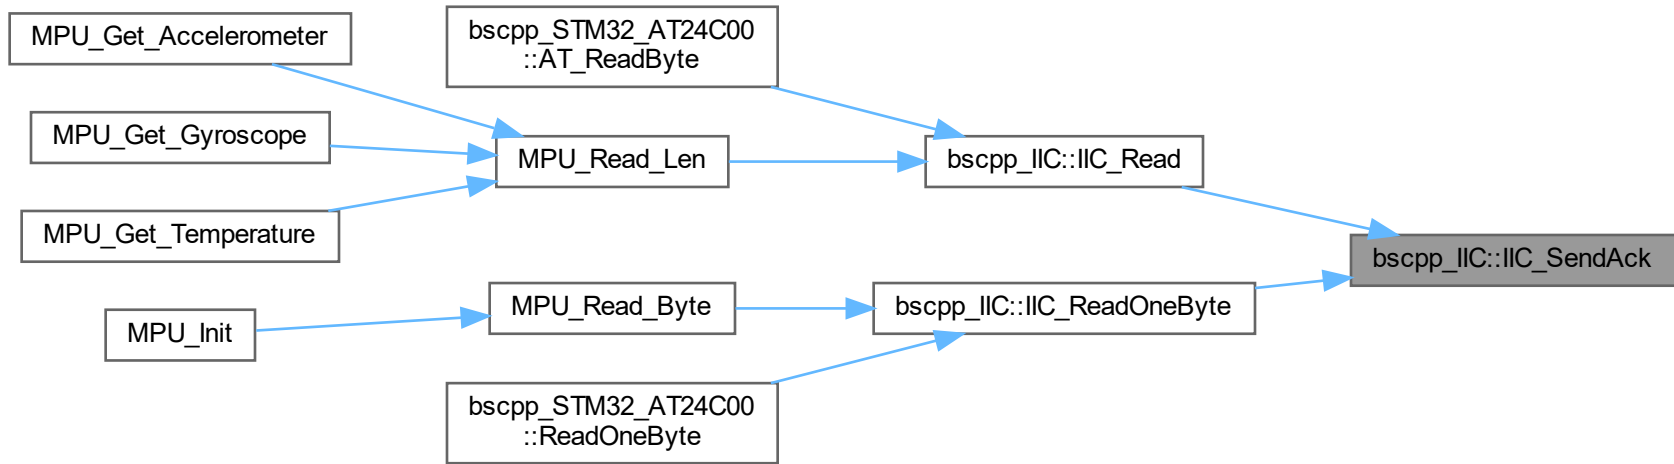 MPU_Get_Accelerometer
bscpp_STM32_AT24C00
::AT_ReadByte
MPU_Get_Gyroscope
MPU_Read_Len
bscpp_IIC::IIC_Read
MPU_Get_Temperature
bscpp_IIC::IIC_SendAck
MPU_Init
MPU_Read_Byte
bscpp_IIC::IIC_ReadOneByte
bscpp_STM32_AT24C00
::ReadOneByte